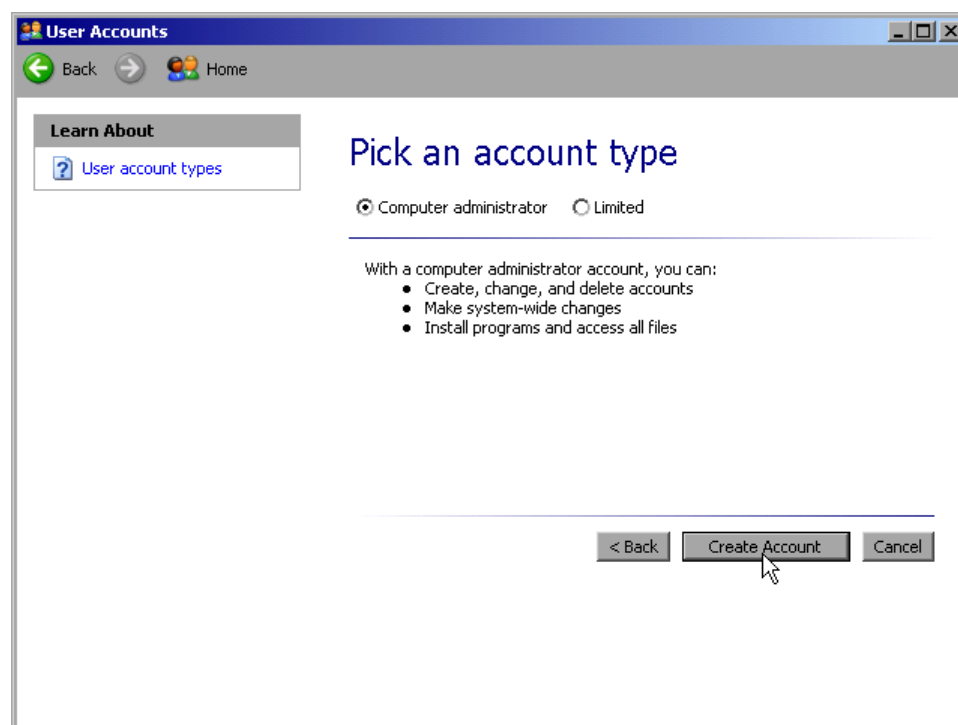 User Accounts
Back Home
Learn About
User account types
Pick an account type
Computer administrator Limited
With a computer administrator account, you can:
● Create, change, and delete accounts
● Make system-wide changes
● Install programs and access all files
< Back Create Account Cancel